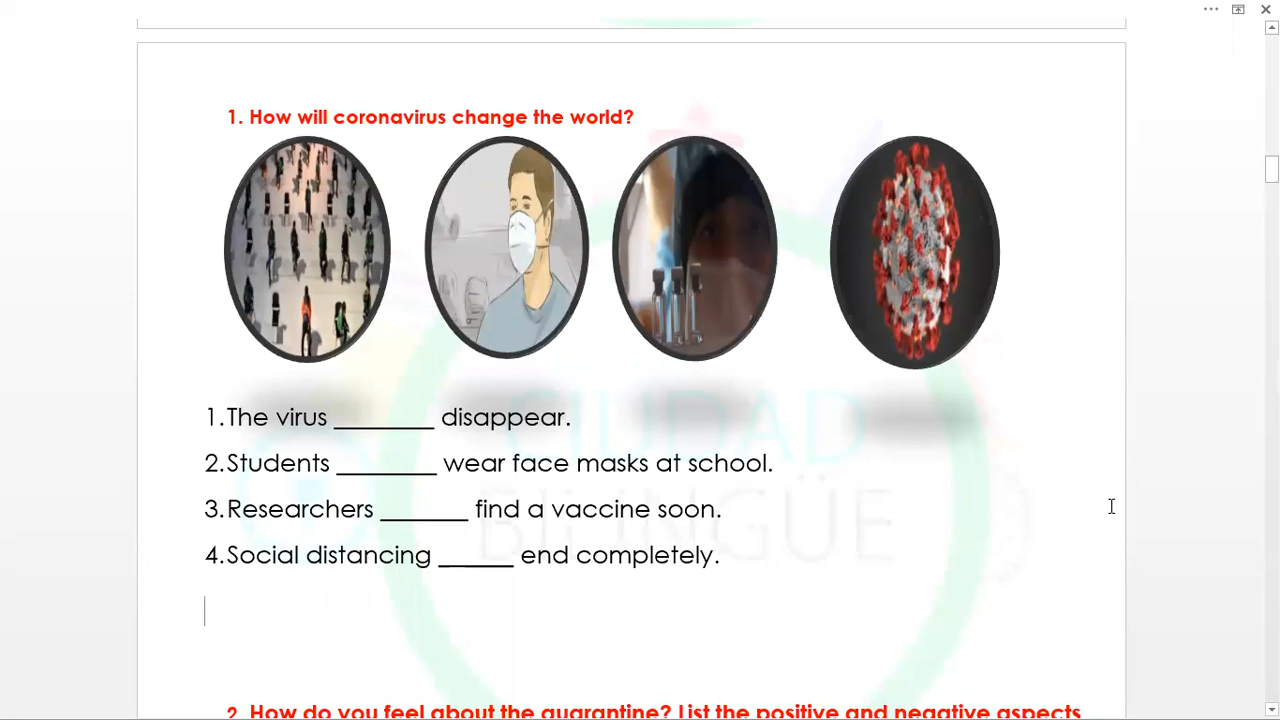 1. How will coronavirus change the world?
1.The virus ________ disappear.
2.Students ________ wear face masks at school.
3.Researchers _______ find a vaccine soon.
4.Social distancing ______ end completely.
CIUDAD
BILINGÜE
2. How do you feel about the quarantine? List the positive and negative aspects